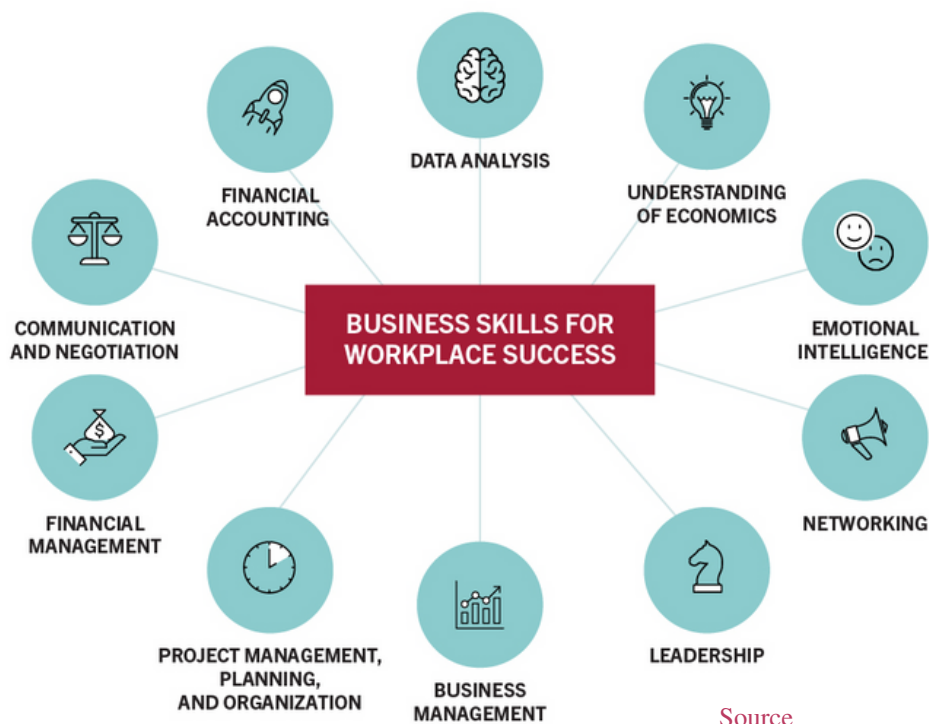 DATA ANALYSIS
FINANCIAL
ACCOUNTING
UNDERSTANDING
OF ECONOMICS
COMMUNICATION
AND NEGOTIATION
BUSINESS SKILLS FOR
WORKPLACE SUCCESS
EMOTIONAL
INTELLIGENCE
$
FINANCIAL
MANAGEMENT
NETWORKING
PROJECT MANAGEMENT,
PLANNING,
AND ORGANIZATION
BUSINESS
MANAGEMENT
LEADERSHIP
Source